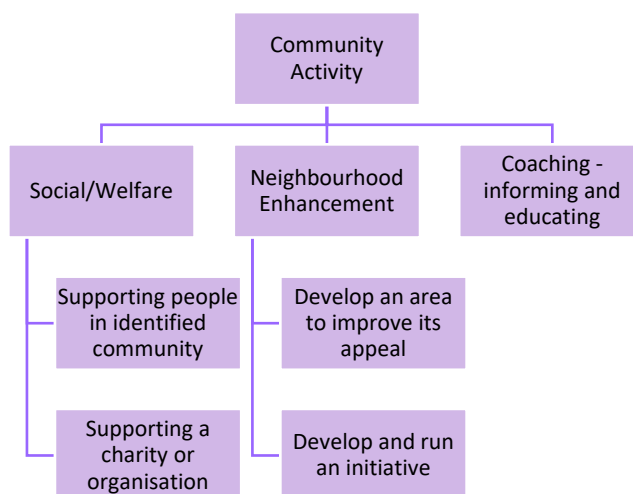 Community
Activity
Social/Welfare
Neighbourhood
Enhancement
Coaching -
informing and
educating
Supporting people
in identified
community
Develop an area
to improve its
appeal
Supporting a
charity or
organisation
Develop and run
an initiative